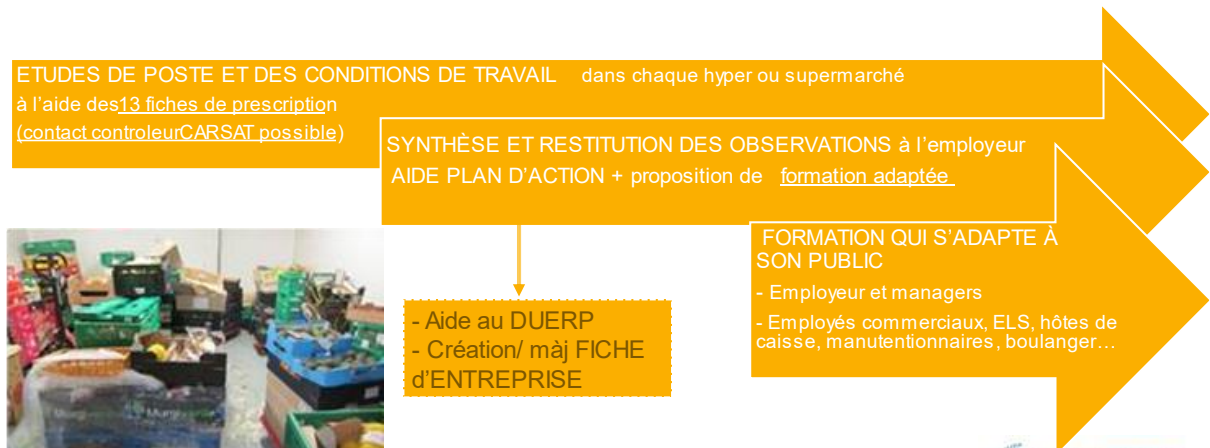 ETUDES DE POSTE ET DES CONDITIONS DE TRAVAIL dans chaque hyper ou supermarché
à l'aide des13 fiches de prescription
(contact controleurCARSAT possible)
SYNTHÈSE ET RESTITUTION DES OBSERVATIONS à l'employeur
AIDE PLAN D'ACTION + proposition de formation adaptée
FORMATION QUI S'ADAPTE À
SON PUBLIC
- Employeur et managers
- Employés commerciaux, ELS, hôtes de
caisse, manutentionnaires, boulanger…
- Aide au DUERP
- Création/ màj FICHE
d'ENTREPRISE